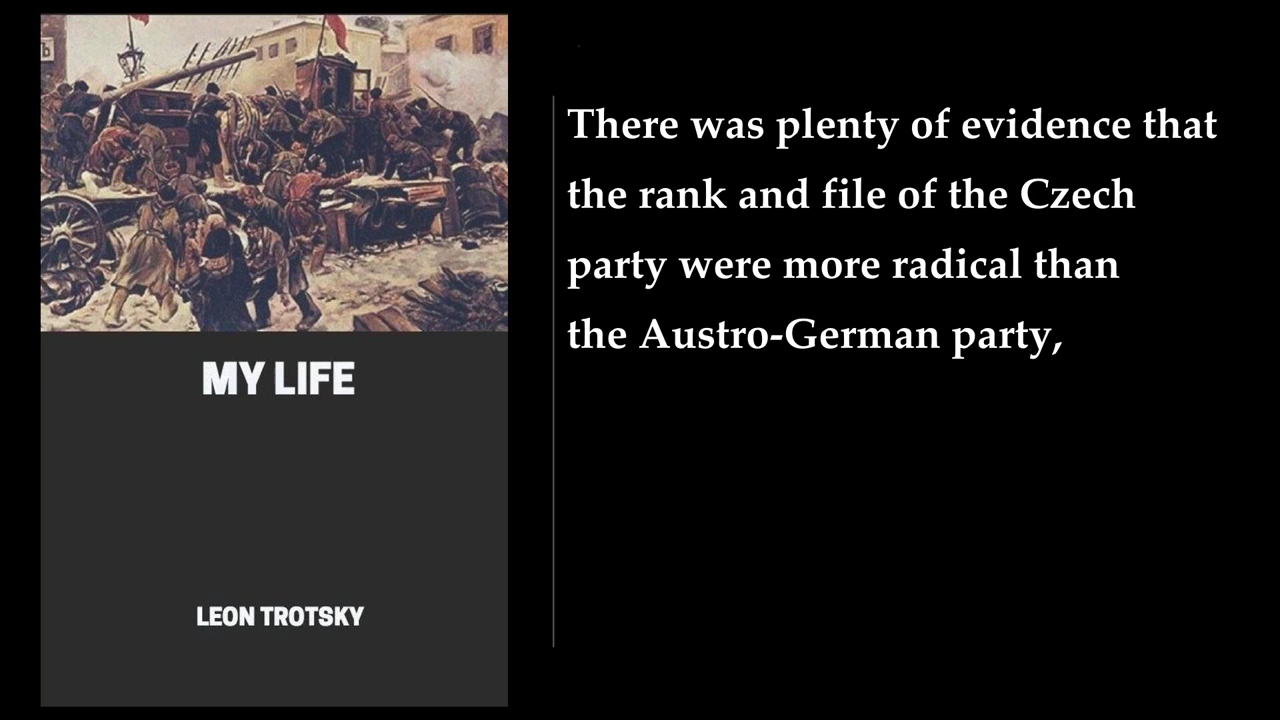 MY LIFE
LEON TROTSKY
There was plenty of evidence that
the rank and file of the Czech
party were more radical than
the Austro-German party,